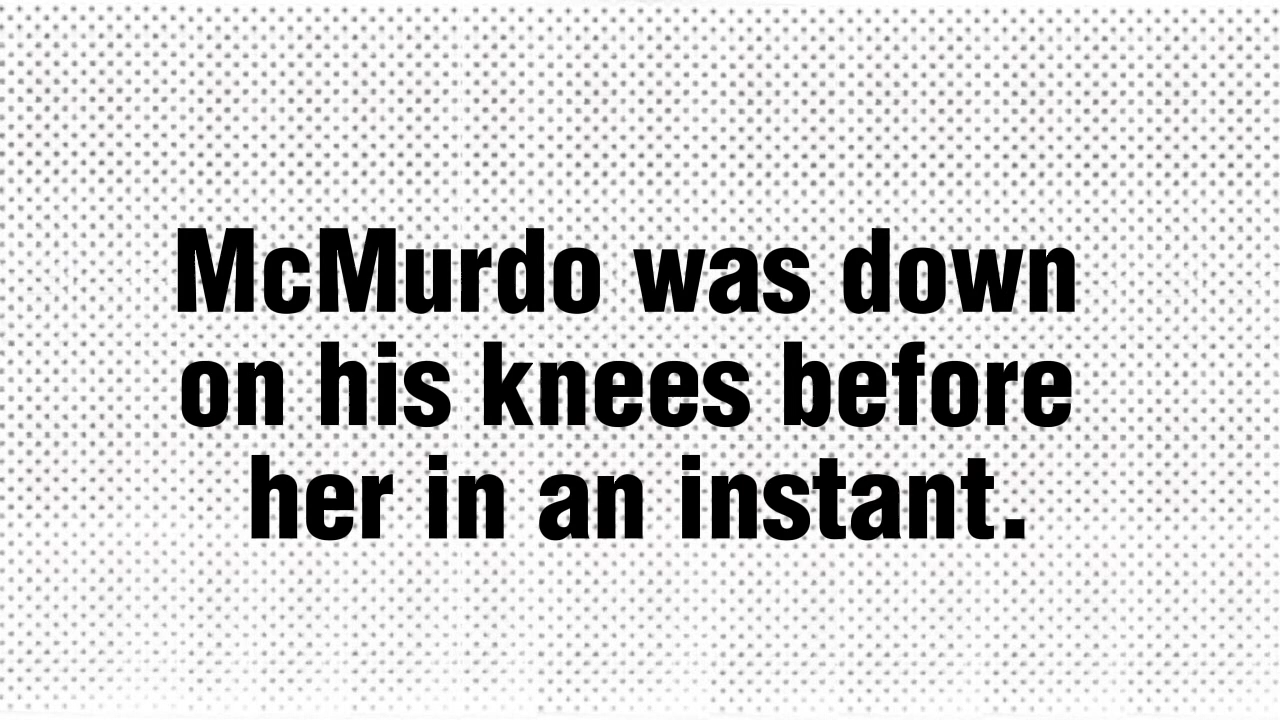 McMurdo was down
on his knees before
her in an instant.